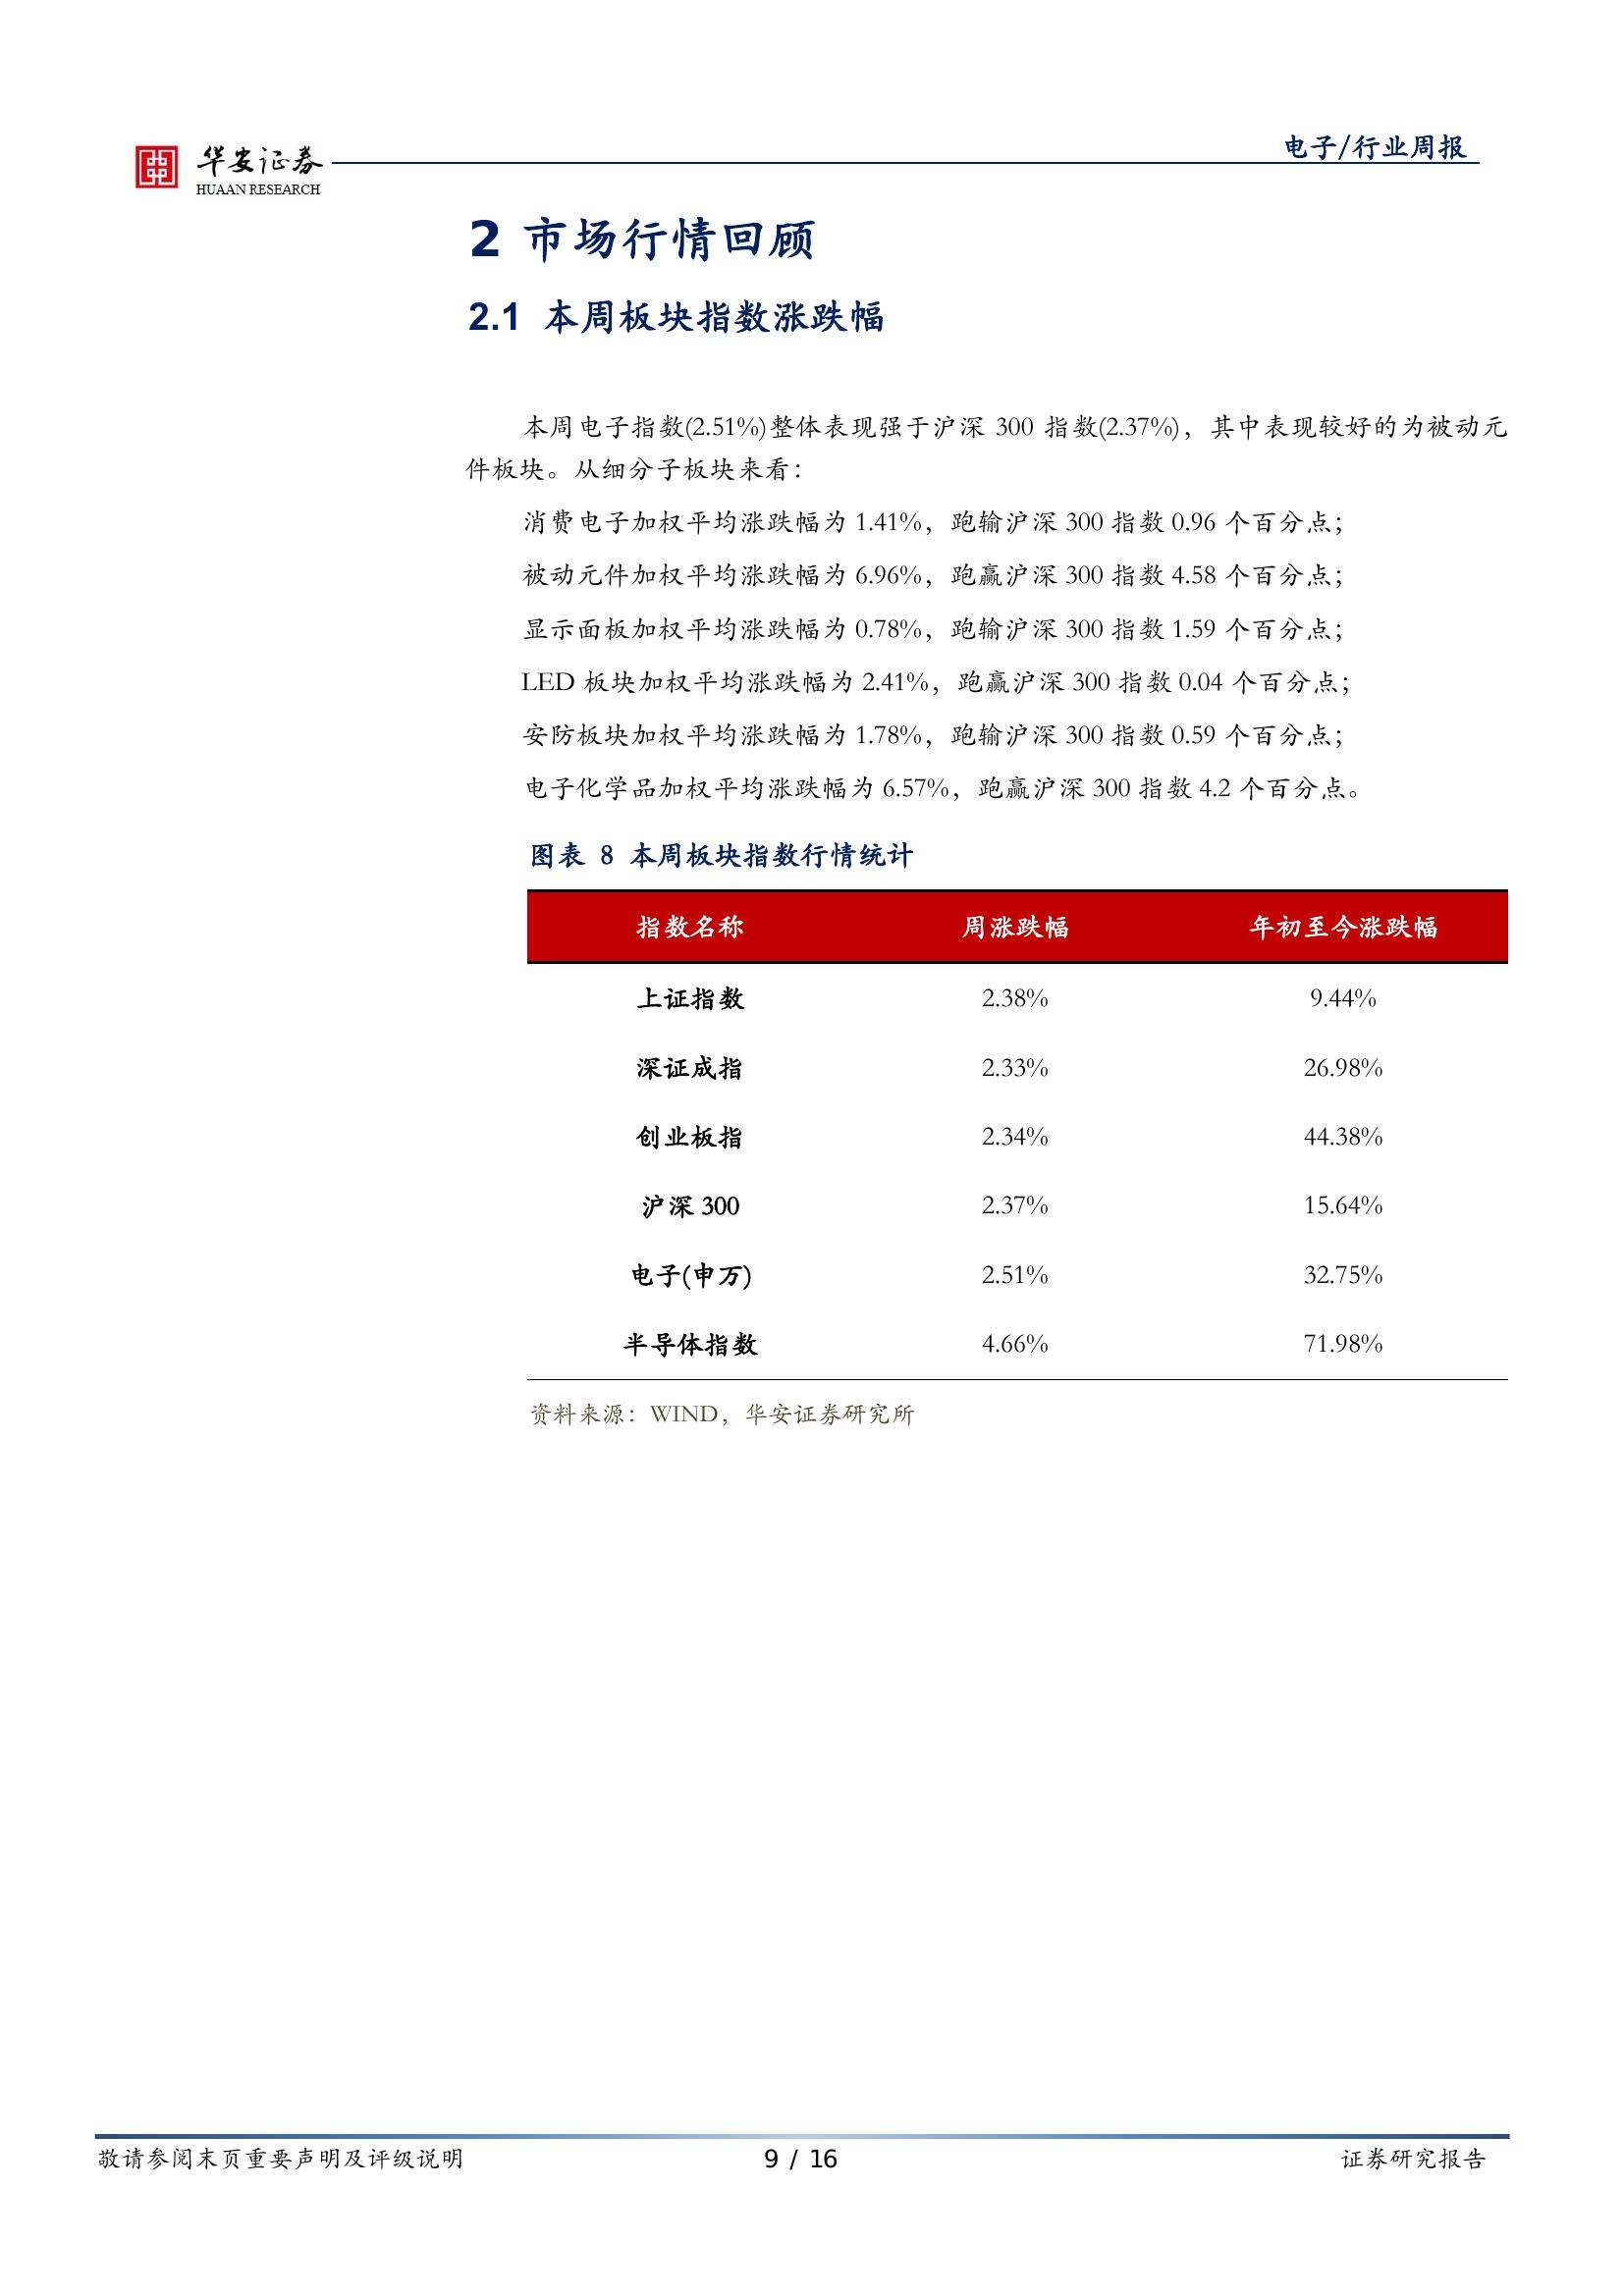 华安证券
HUAAN RESEARCH
电子/行业周报
2 市场行情回顾
2.1 本周板块指数涨跌幅
本周电子指数(2.51%)整体表现强于沪深 300 指数(2.37%)，其中表现较好的为被动元
件板块。从细分子板块来看：
消费电子加权平均涨跌幅为 1.41%，跑输沪深 300 指数 0.96 个百分点；
被动元件加权平均涨跌幅为 6.96%，跑赢沪深 300 指数 4.58 个百分点；
显示面板加权平均涨跌幅为 0.78%，跑输沪深 300 指数 1.59 个百分点；
LED 板块加权平均涨跌幅为 2.41%，跑赢沪深 300 指数 0.04 个百分点；
安防板块加权平均涨跌幅为 1.78%，跑输沪深 300 指数 0.59 个百分点；
电子化学品加权平均涨跌幅为 6.57%，跑赢沪深 300 指数 4.2 个百分点。
图表 8 本周板块指数行情统计
指数名称 周涨跌幅 年初至今涨跌幅
上证指数 2.38% 9.44%
深证成指 2.33% 26.98%
创业板指 2.34% 44.38%
沪深 300 2.37% 15.64%
电子(申万) 2.51% 32.75%
半导体指数 4.66% 71.98%
资料来源：WIND，华安证券研究所
敬请参阅末页重要声明及评级说明 9 / 16 证券研究报告